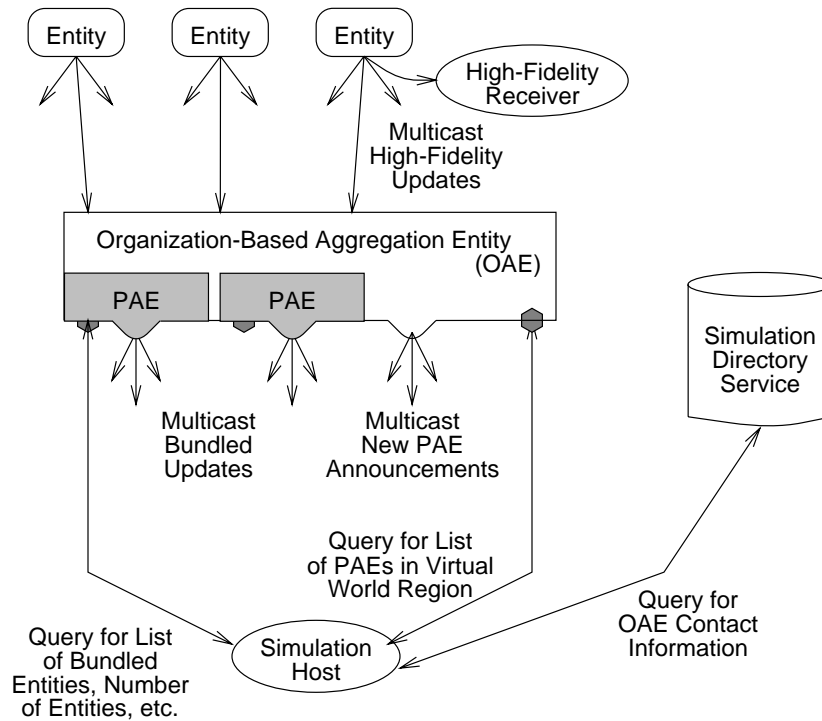 Entity
Entity
Entity
High-Fidelity
Receiver
Multicast
High-Fidelity
Updates
Organization-Based Aggregation Entity
(OAE)
PAE
PAE
Simulation
Directory
Service
Multicast
Bundled
Updates
Multicast
New PAE
Announcements
Query for List
of PAEs in Virtual
World Region
Query for List
of Bundled
Entities, Number
of Entities, etc.
Simulation
Host
Query for
OAE Contact
Information